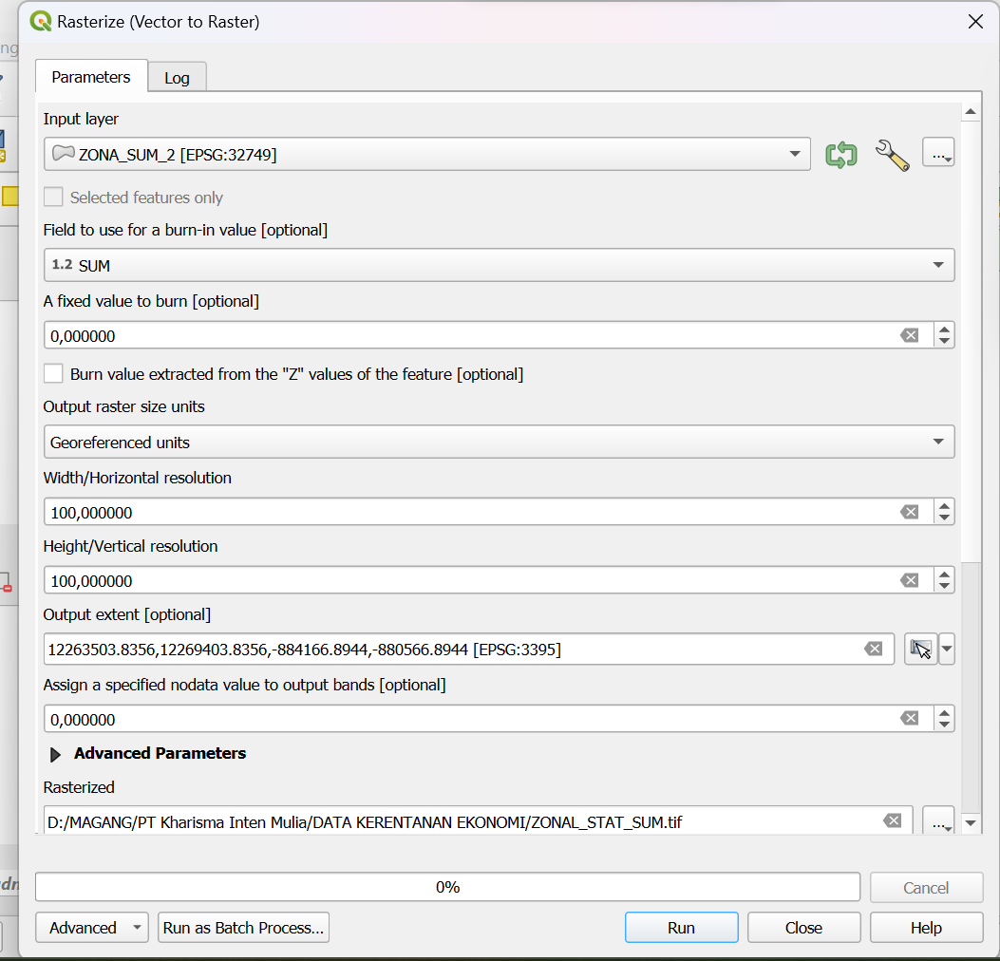 Rasterize (Vector to Raster)
Parameters
Log
Input layer
ZONA_SUM_2 [EPSG:32749]
...
Selected features only
Field to use for a burn-in value [optional]
1.2 SUM
A fixed value to burn [optional]
0,000000
Burn value extracted from the "Z" values of the feature [optional]
Output raster size units
Georeferenced units
Width/Horizontal resolution
100,000000
Height/Vertical resolution
100,000000
Output extent [optional]
12263503.8356,12269403.8356,-884166.8944,-880566.8944 [EPSG:3395]
Assign a specified nodata value to output bands [optional]
0,000000
Advanced Parameters
Rasterized
D:/MAGANG/PT Kharisma Inten Mulia/DATA KERENTANAN EKONOMI/ZONAL_STAT_SUM.tif
...
0%
Cancel
Advanced
Run as Batch Process...
Run
Close
Help